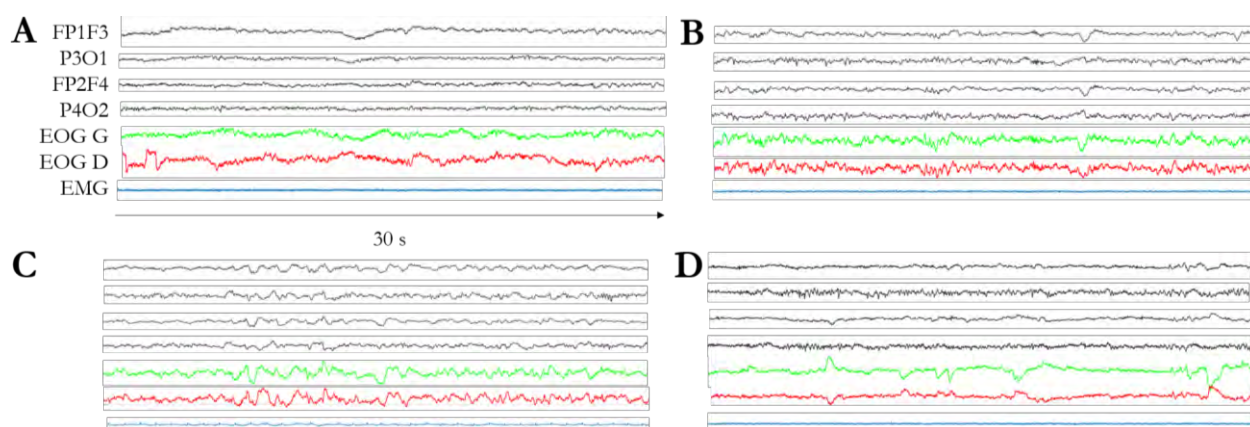 A
FP1F3
P3O1
FP2F4
P4O2
EOG G
EOG D
EMG
30 s
B
C
D